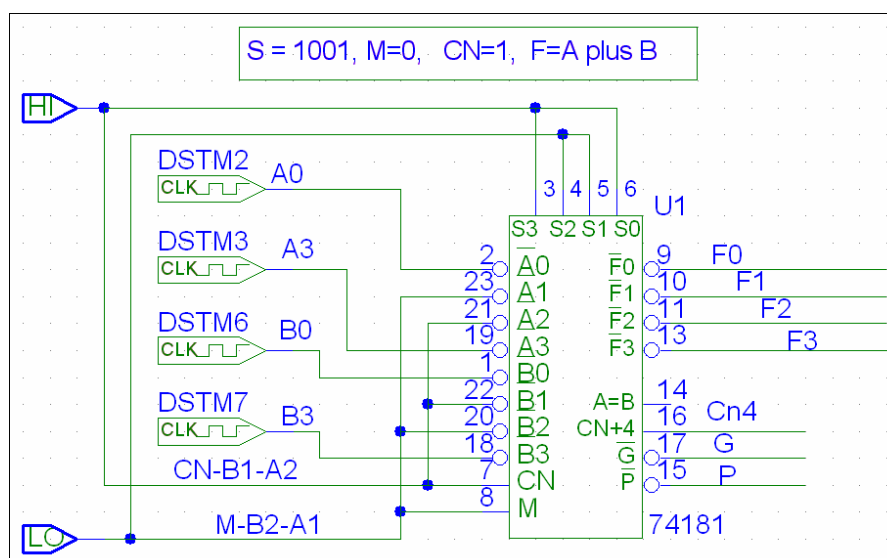 S = 1001, M=0, CN=1, F=A plus B
HI
DSTM2
CLK
A0
3 4 5 6
U1
S3 S2 S1 S0
DSTM3
CLK
A3
2 A0 F0 9 F0
23 A1 F1 10 F1
21 A2 F2 11 F2
19 A3 F3 13 F3
DSTM6
CLK
B0
1 B0
22 B1 A=B 14
DSTM7
CLK
B3
20 B2 CN+4 16 Cn4
18 B3 G 17 G
CN-B1-A2
7 CN P 15 P
M-B2-A1
8 M
74181
LO